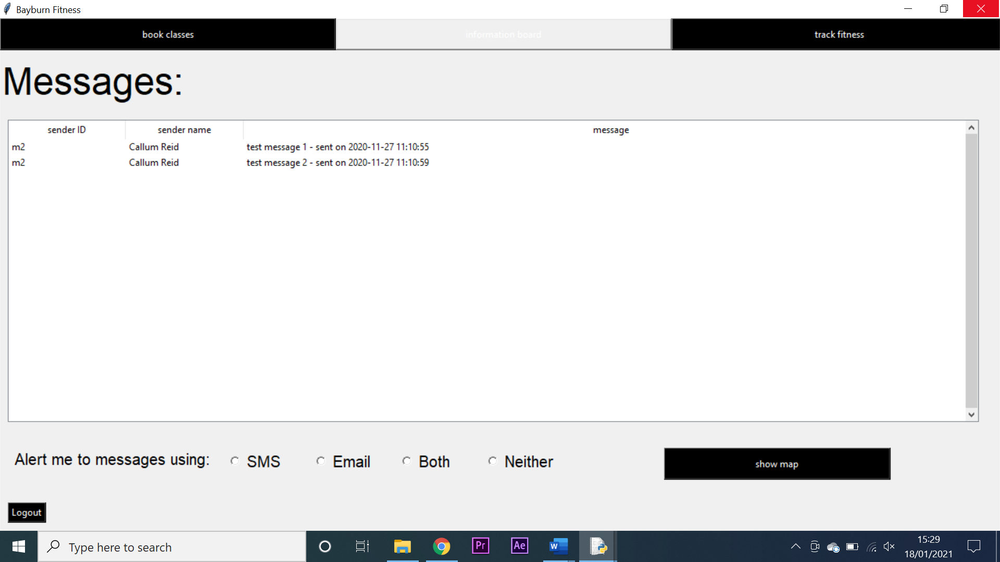 Bayburn Fitness
book classes
information board
track fitness
Messages:
sender ID sender name message
m2 Callum Reid test message 1 - sent on 2020-11-27 11:10:55
m2 Callum Reid test message 2 - sent on 2020-11-27 11:10:59
Alert me to messages using: SMS Email Both Neither
show map
Logout
Type here to search
Pr
Ae
W
15:29
18/01/2021